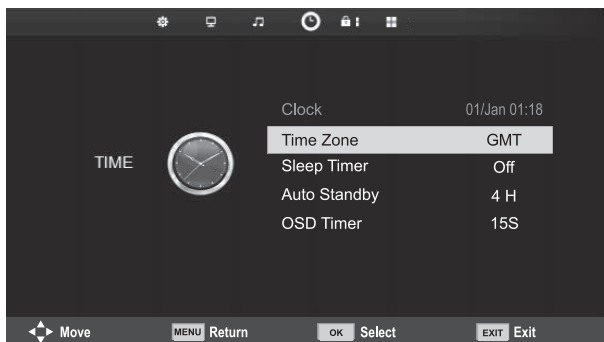 Clock 01/Jan 01:18
Time Zone GMT
TIME
Sleep Timer Off
Auto Standby 4 H
OSD Timer 15S
Move MENU Return OK Select EXIT Exit